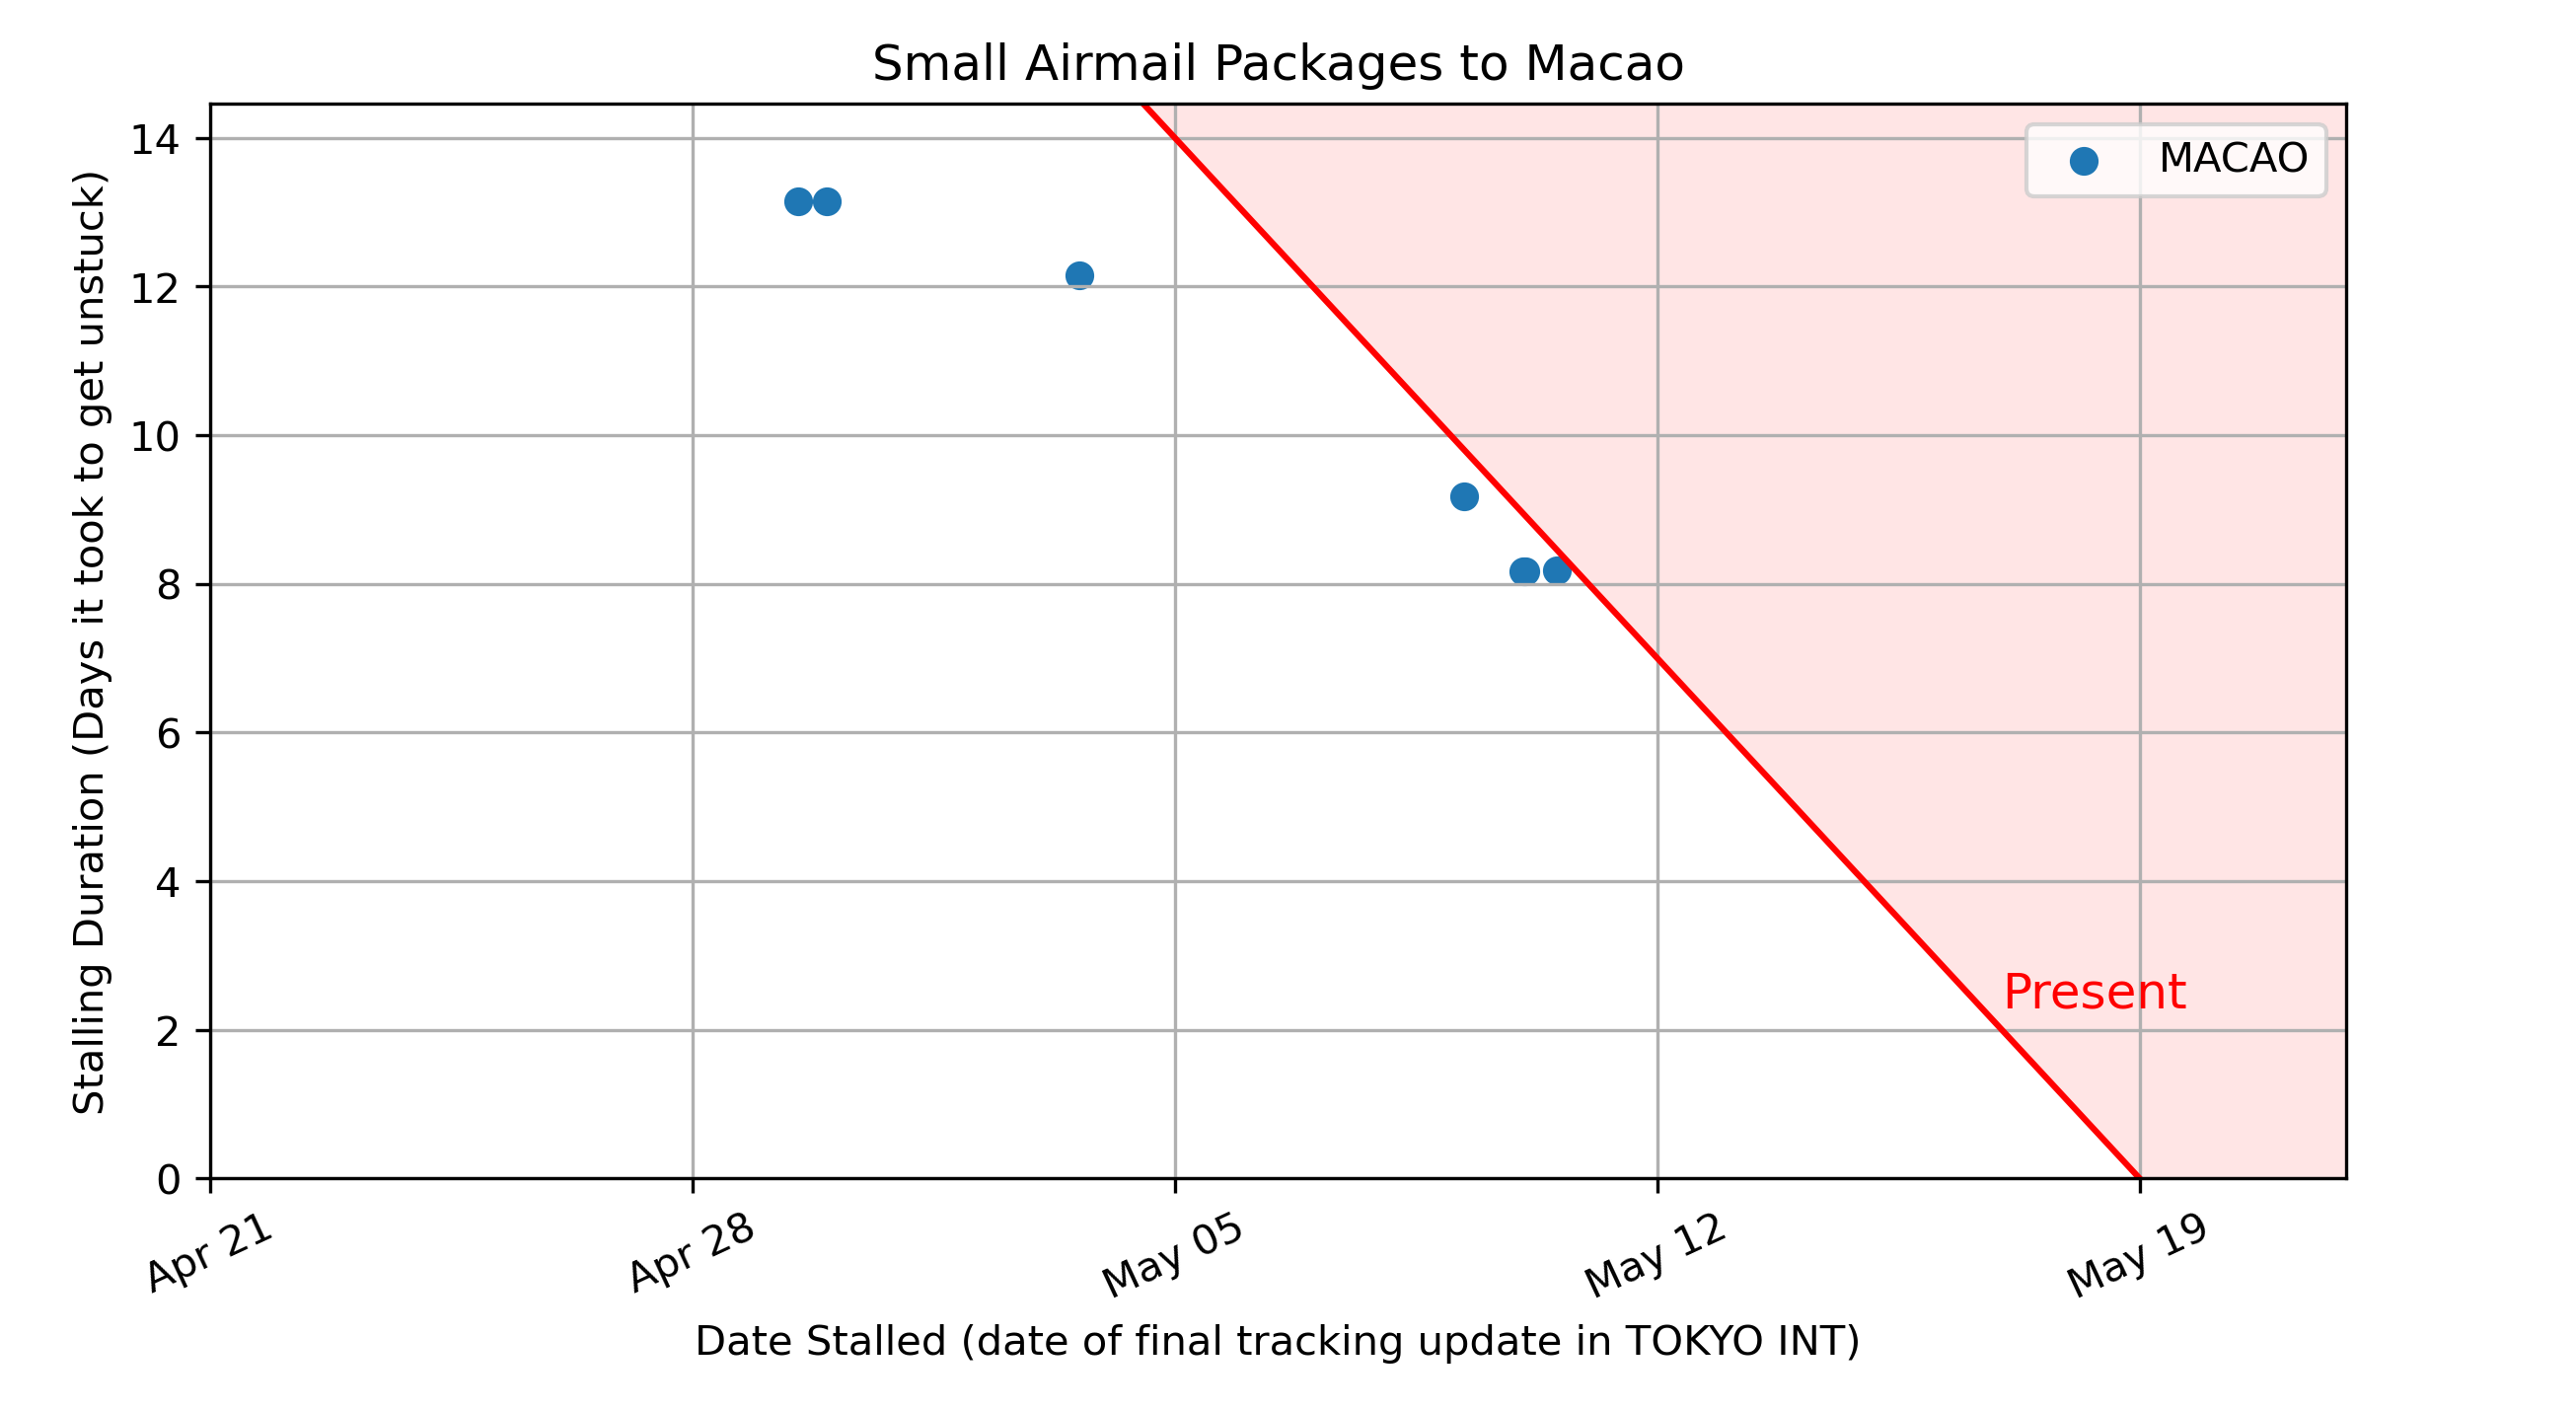 Small Airmail Packages to Macao
MACAO
Stalling Duration (Days it took to get unstuck)
14
12
10
8
6
4
2
0
Present
Apr 21
Apr 28
May 05
May 12
May 19
Date Stalled (date of final tracking update in TOKYO INT)